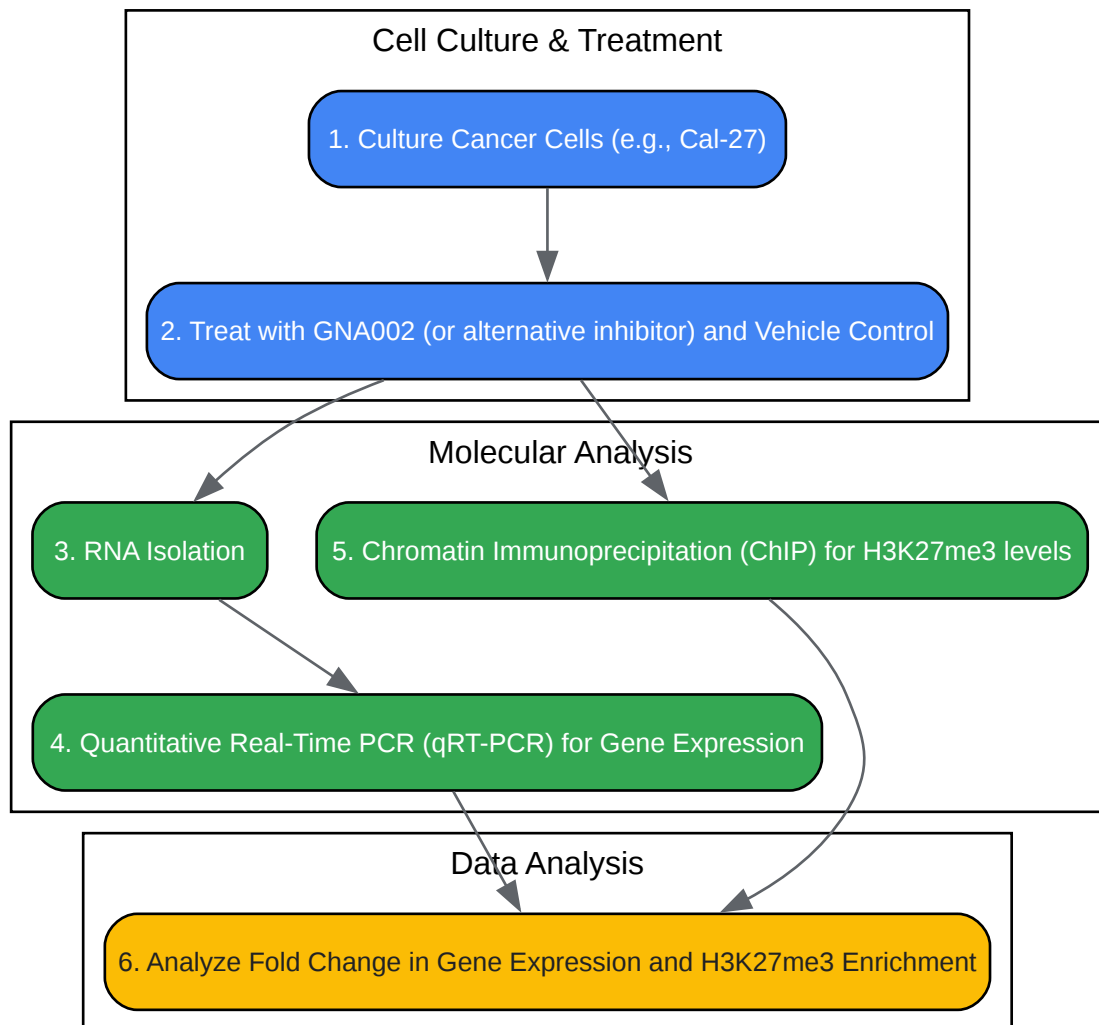 Cell Culture & Treatment
1. Culture Cancer Cells (e.g., Cal-27)
2. Treat with GNA002 (or alternative inhibitor) and Vehicle Control
Molecular Analysis
3. RNA Isolation
5. Chromatin Immunoprecipitation (ChIP) for H3K27me3 levels
4. Quantitative Real-Time PCR (qRT-PCR) for Gene Expression
Data Analysis
6. Analyze Fold Change in Gene Expression and H3K27me3 Enrichment